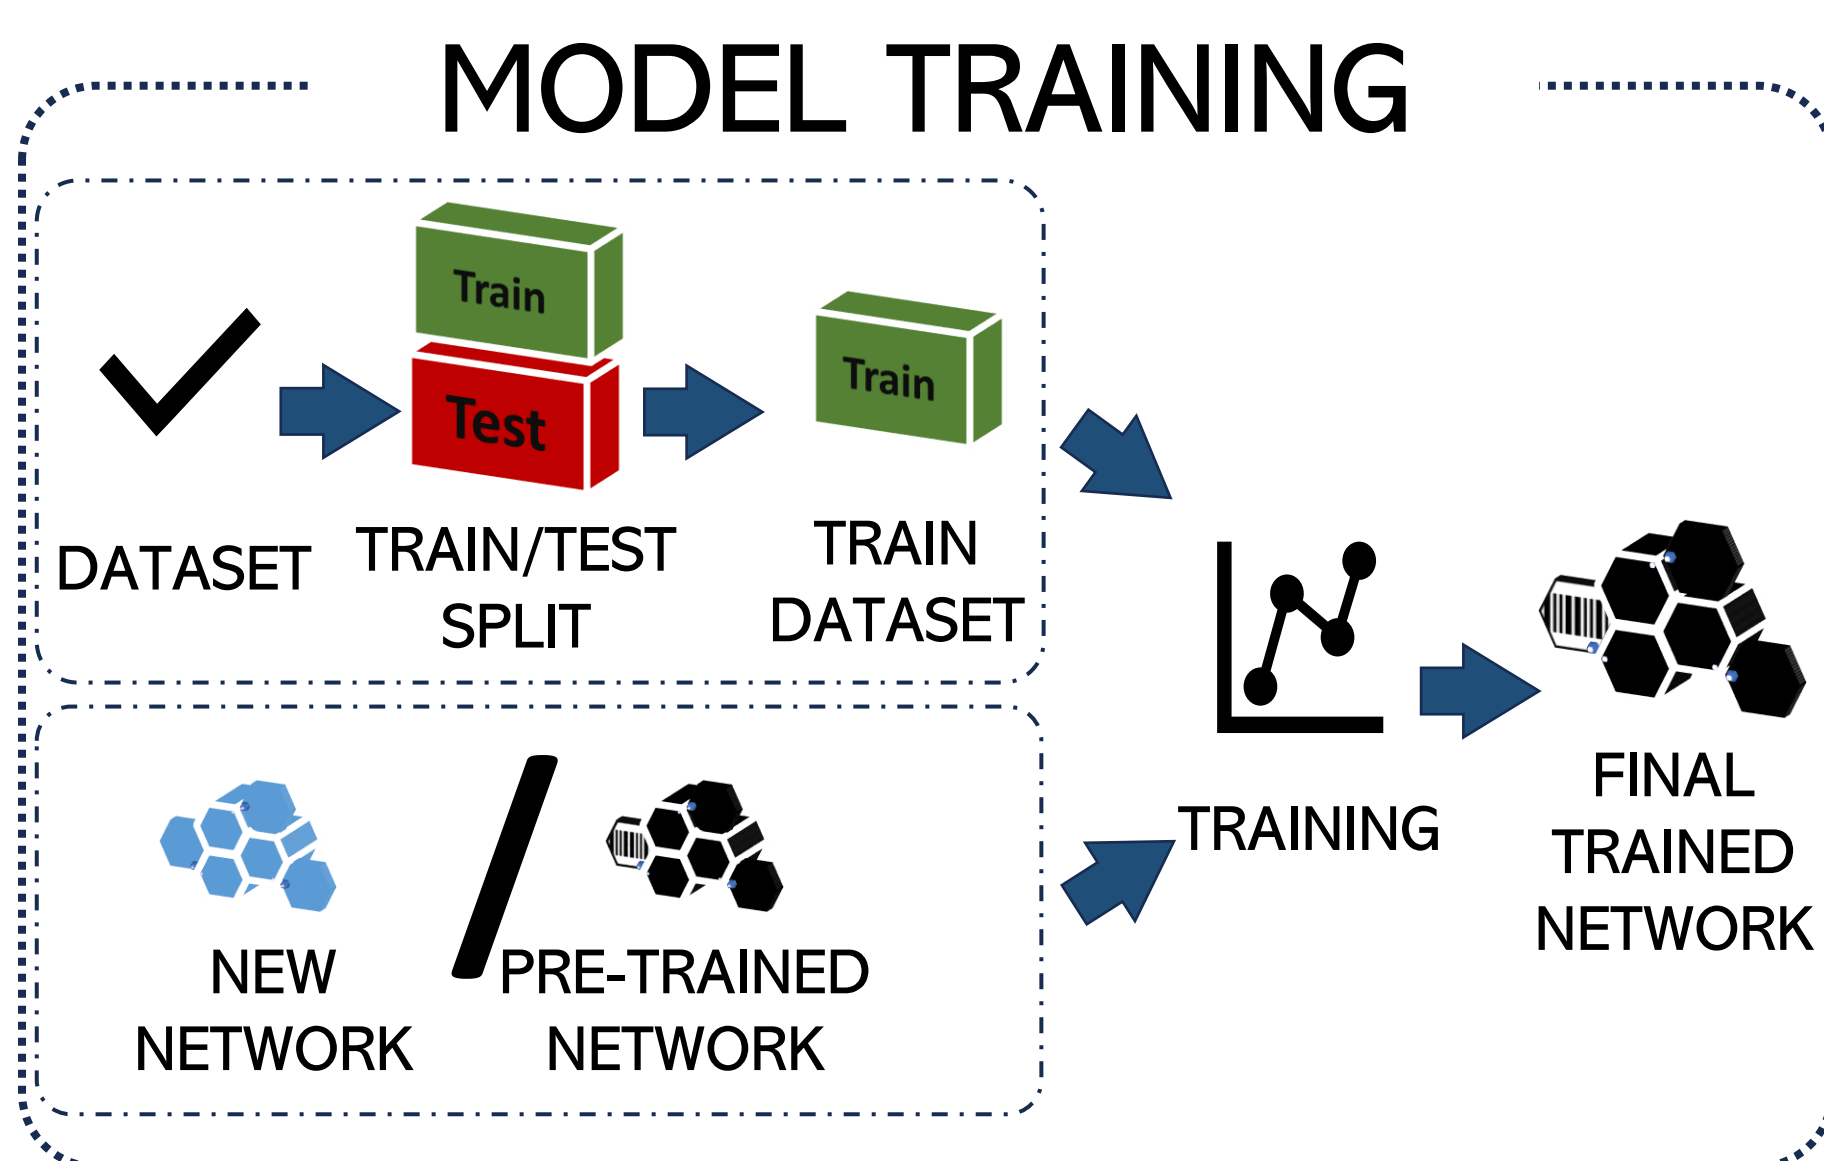 MODEL TRAINING
Train
Test
Train
DATASET
TRAIN/TEST
SPLIT
TRAIN
DATASET
NEW
NETWORK
/
PRE-TRAINED
NETWORK
TRAINING
FINAL
TRAINED
NETWORK